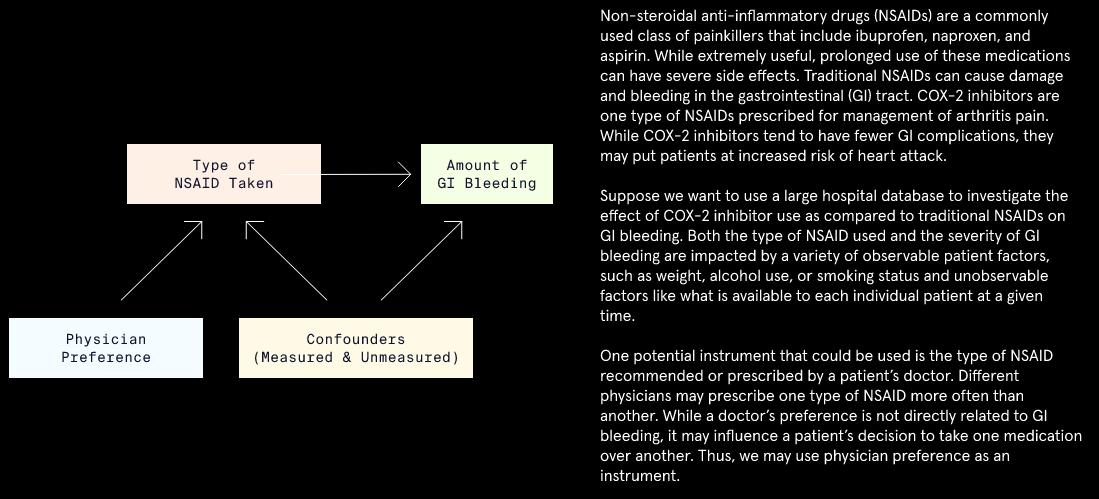 Type of
NSAID Taken
Amount of
GI Bleeding
Physician
Preference
Confounders
(Measured & Unmeasured)
Non-steroidal anti-inflammatory drugs (NSAIDs) are a commonly
used class of painkillers that include ibuprofen, naproxen, and
aspirin. While extremely useful, prolonged use of these medications
can have severe side effects. Traditional NSAIDs can cause damage
and bleeding in the gastrointestinal (GI) tract. COX-2 inhibitors are
one type of NSAIDs prescribed for management of arthritis pain.
While COX-2 inhibitors tend to have fewer GI complications, they
may put patients at increased risk of heart attack.
Suppose we want to use a large hospital database to investigate the
effect of COX-2 inhibitor use as compared to traditional NSAIDs on
GI bleeding. Both the type of NSAID used and the severity of GI
bleeding are impacted by a variety of observable patient factors,
such as weight, alcohol use, or smoking status and unobservable
factors like what is available to each individual patient at a given
time.
One potential instrument that could be used is the type of NSAID
recommended or prescribed by a patient's doctor. Different
physicians may prescribe one type of NSAID more often than
another. While a doctor's preference is not directly related to GI
bleeding, it may influence a patient's decision to take one medication
over another. Thus, we may use physician preference as an
instrument.